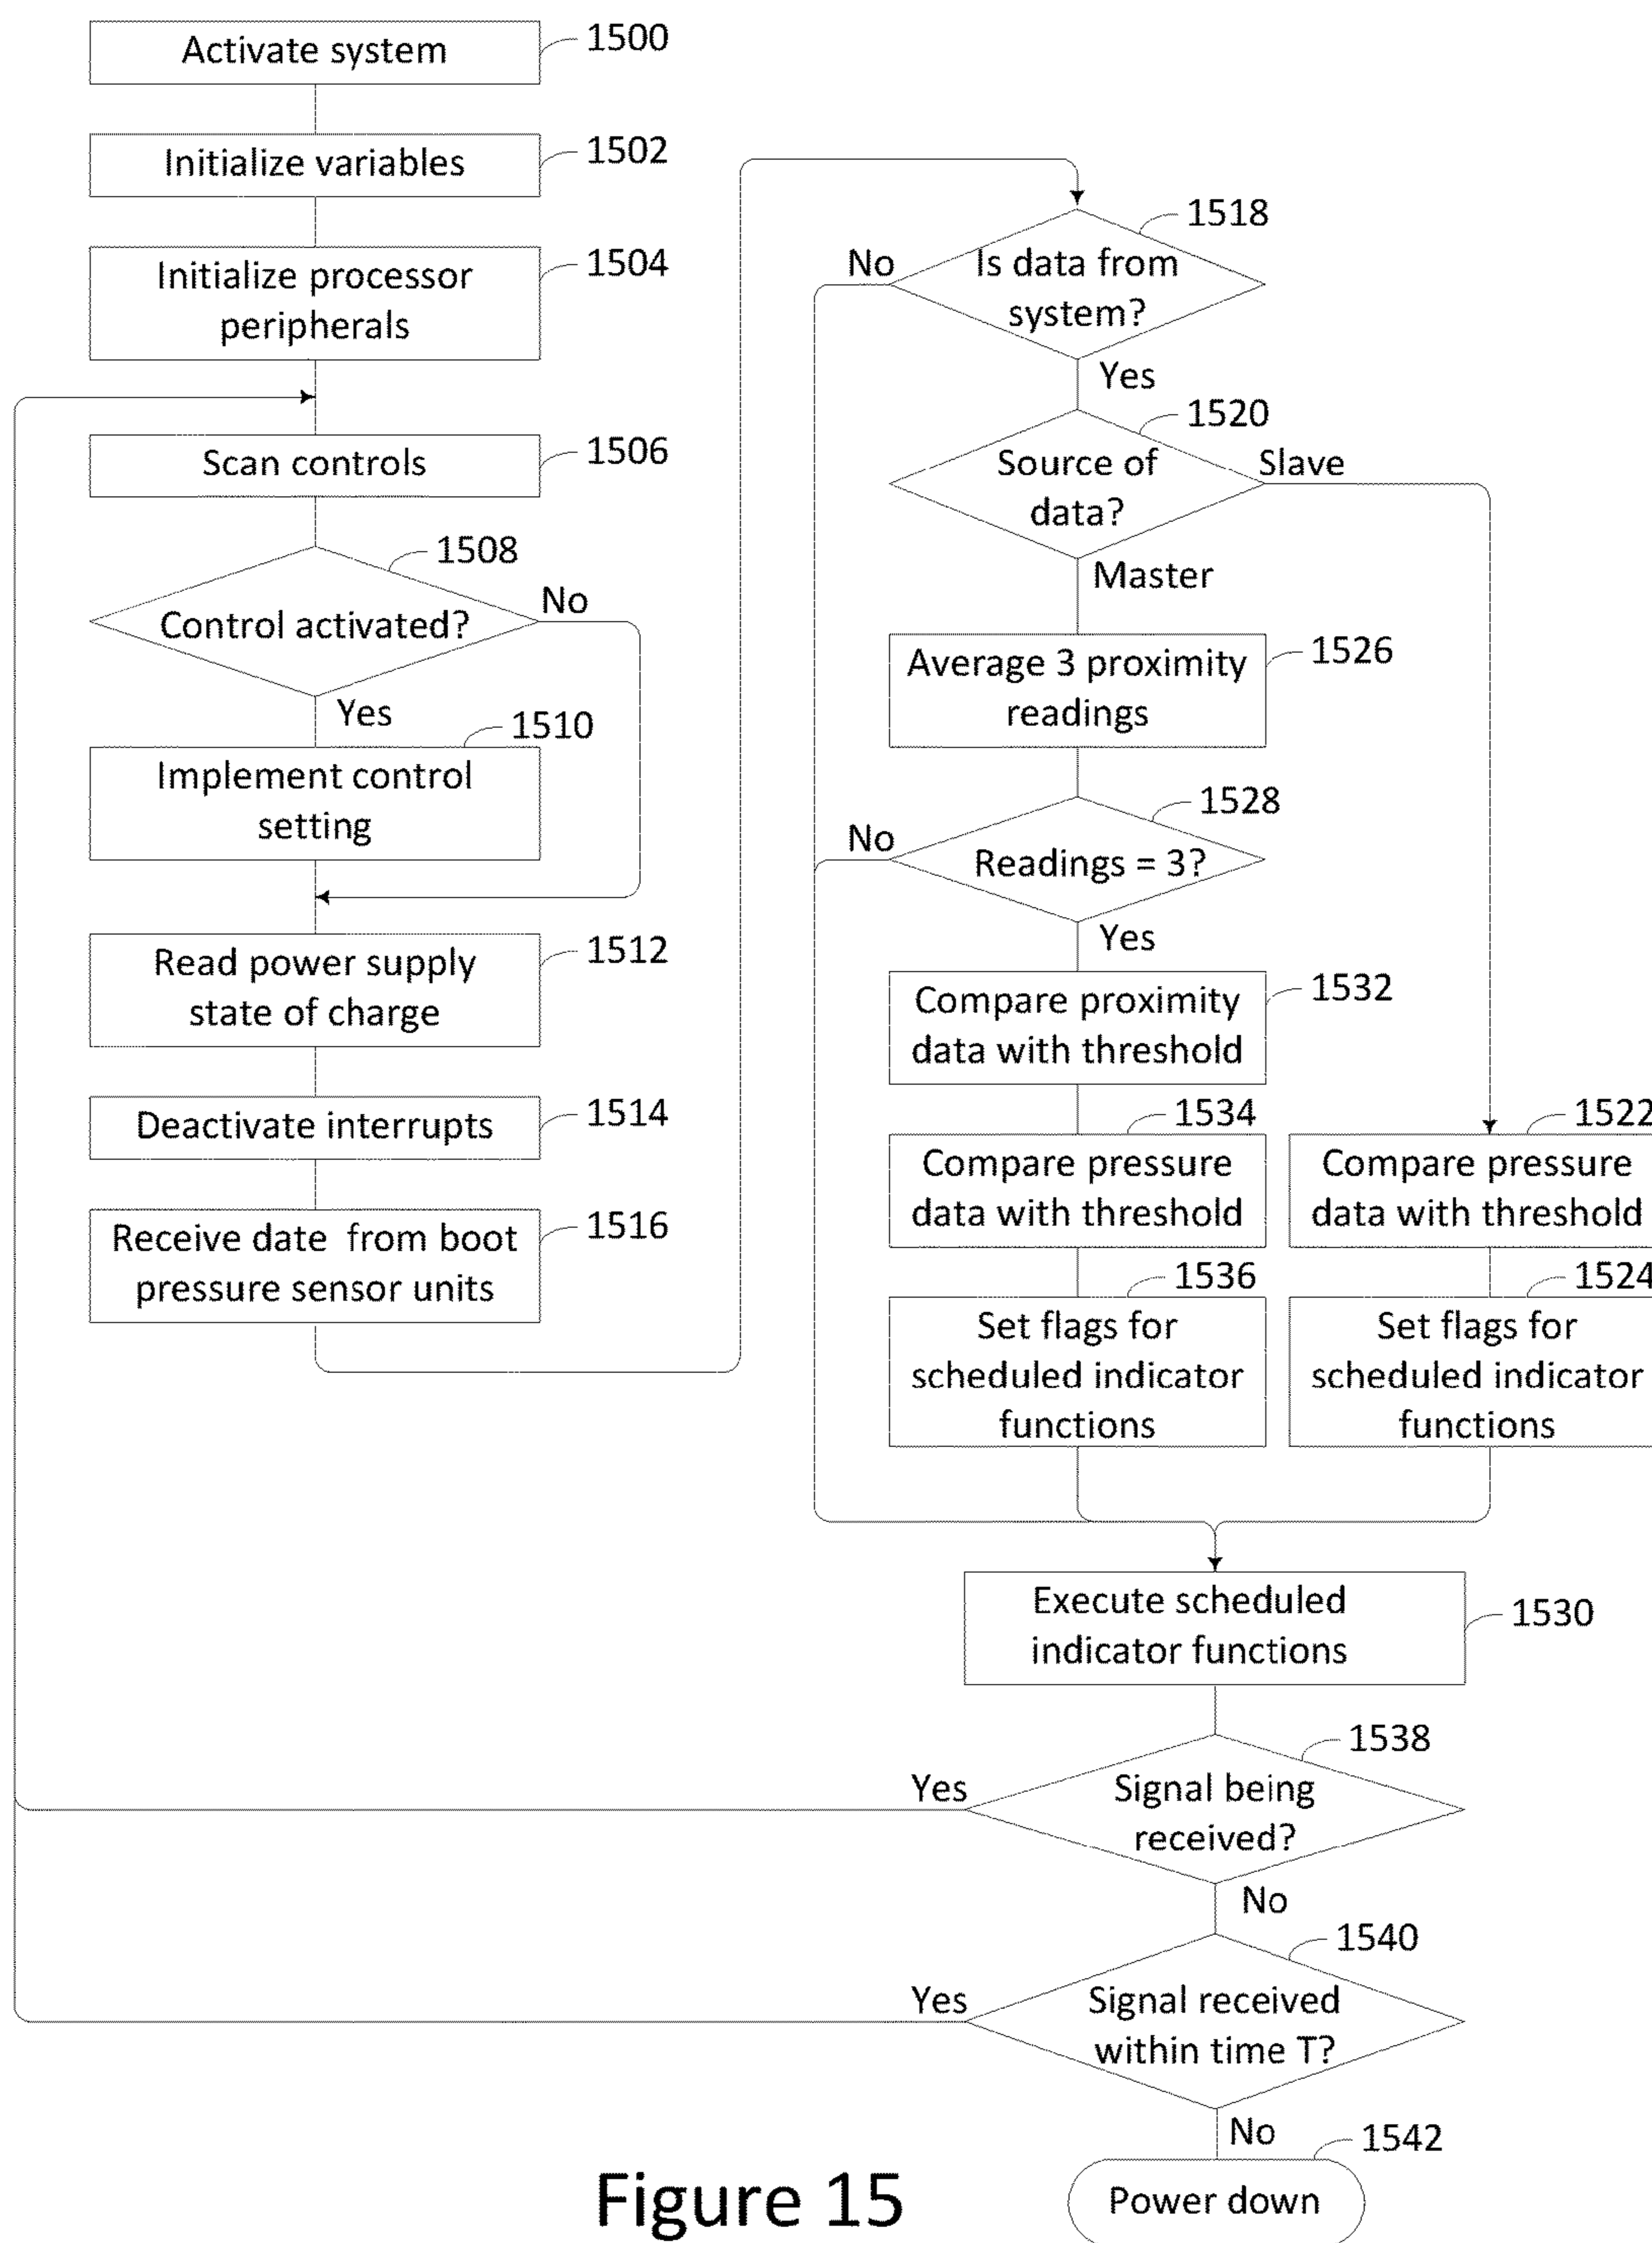 Activate system
1500
Initialize variables
1502
Initialize processor
peripherals
1504
Scan controls
1506
1508
Control activated?
No
Yes
1510
Implement control
setting
Read power supply
state of charge
1512
Deactivate interrupts
1514
Receive date from boot
pressure sensor units
1516
1518
Is data from
system?
No
Yes
1520
Source of
data?
Slave
Master
Average 3 proximity
readings
1526
1528
Readings = 3?
No
Yes
Compare proximity
data with threshold
1532
1534
Compare pressure
data with threshold
1522
Compare pressure
data with threshold
1536
Set flags for
scheduled indicator
functions
1524
Set flags for
scheduled indicator
functions
Execute scheduled
indicator functions
1530
1538
Signal being
received?
Yes
No
1540
Signal received
within time T?
Yes
No
1542
Power down
Figure 15